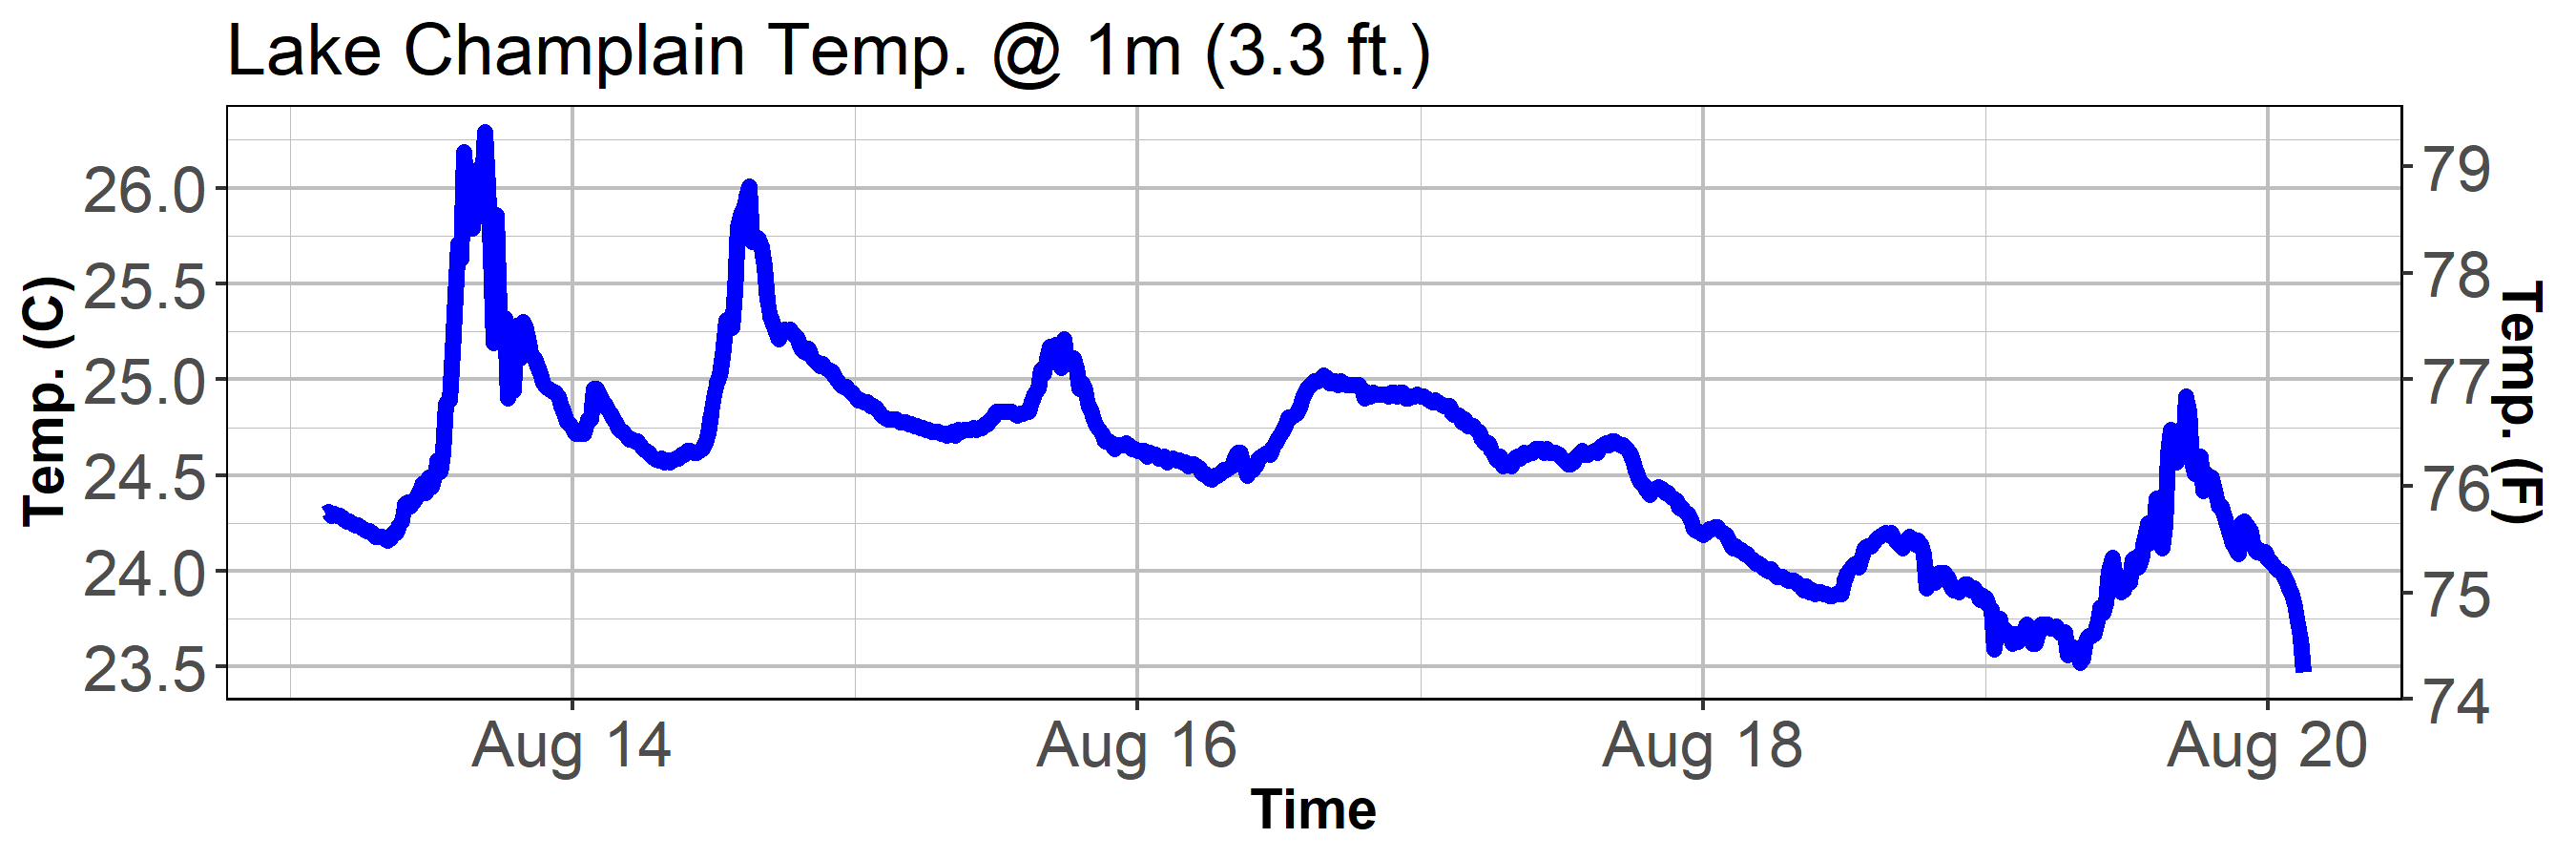 Lake Champlain Temp. @ 1m (3.3 ft.)
Temp. (C)
26.0
25.5
25.0
24.5
24.0
23.5
79
78
77
76
75
74
Temp. (F)
Aug 14 Aug 16 Aug 18 Aug 20
Time